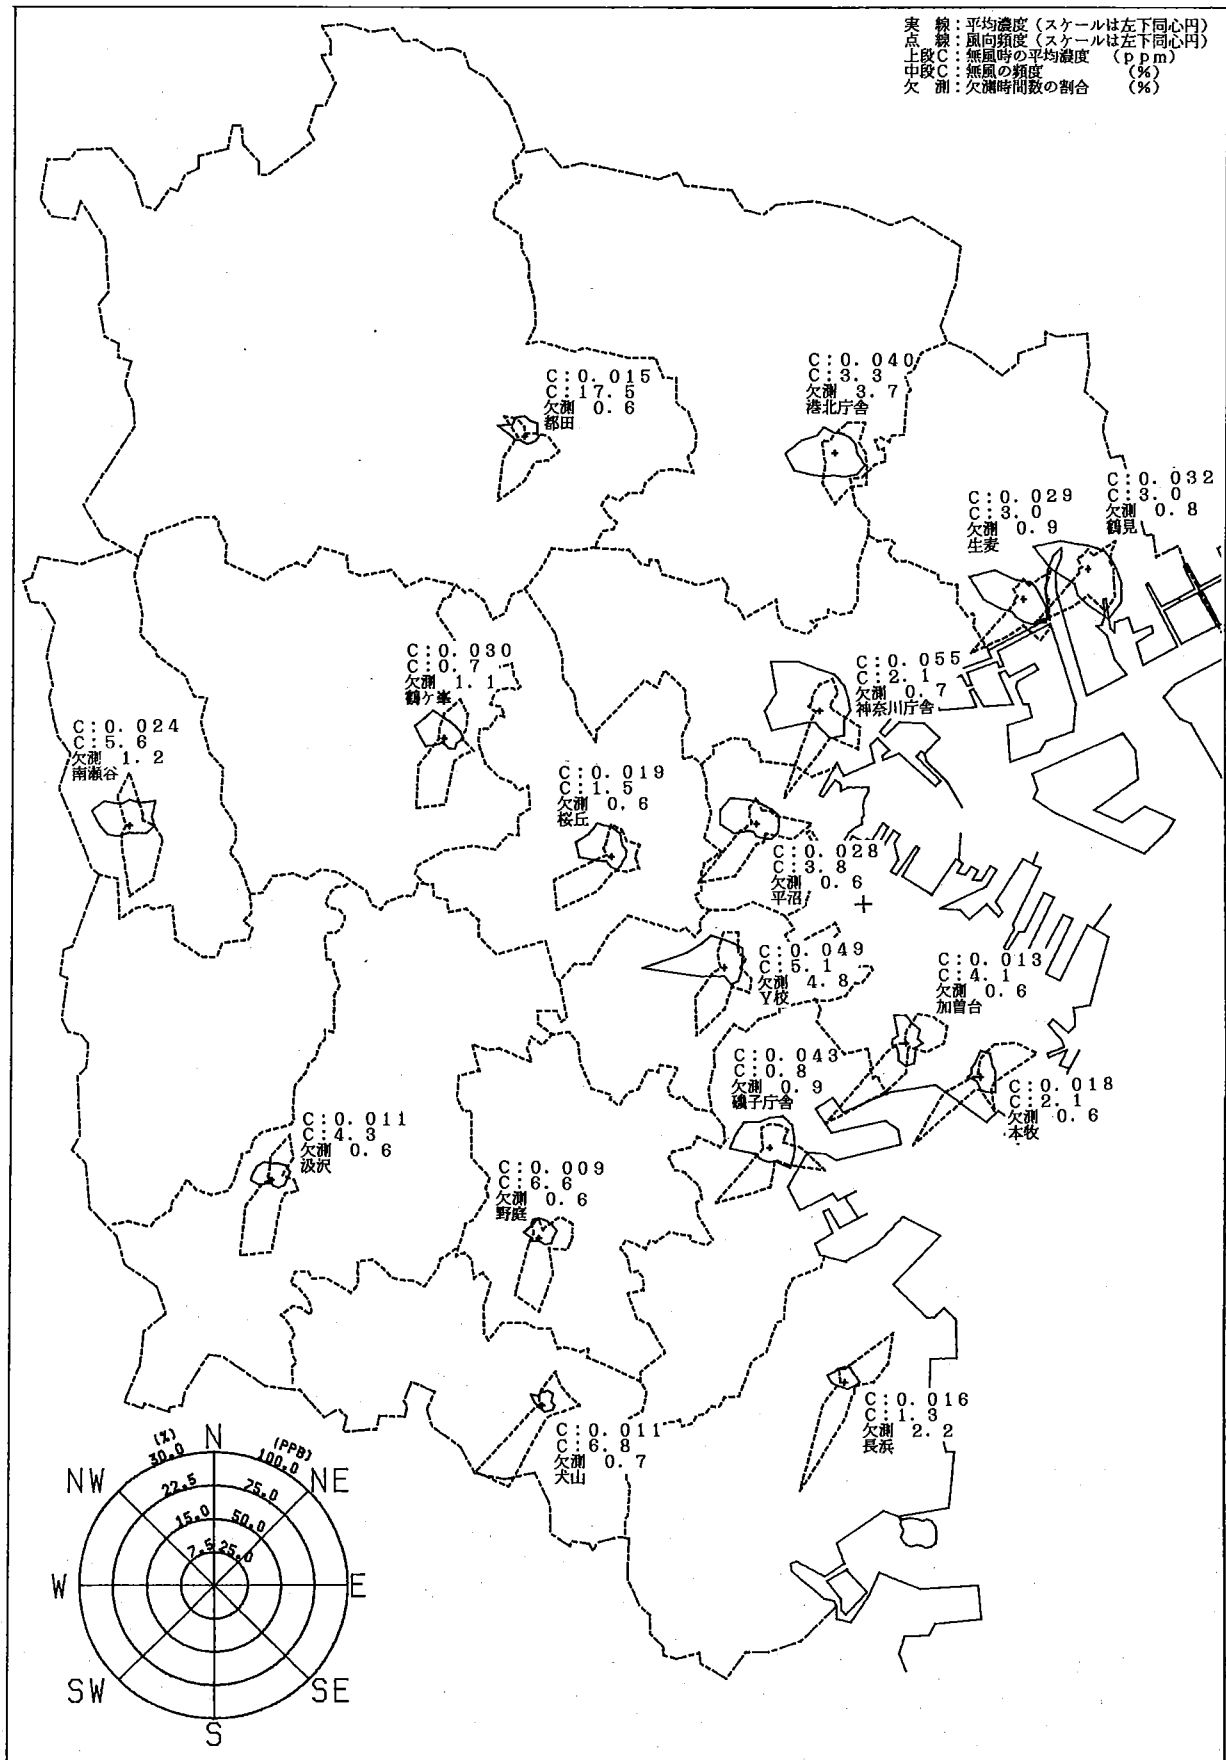 実　線：平均濃度（スケールは左下同心円）
点　線：風向頻度（スケールは左下同心円）
上段Ｃ：無風時の平均濃度　（ｐｐｍ）
中段Ｃ：無風の頻度　（％）
欠　測：欠測時間数の割合　（％）
C:0.015
C:17.5
欠測 0.6
都田
C:0.040
C:3.3
欠測 3.7
港北庁舎
C:0.032
C:3.0
欠測 0.8
鶴見
C:0.029
C:3.0
欠測 0.9
生麦
C:0.030
C:0.7
欠測 1.1
鶴ケ峯
C:0.055
C:2.1
欠測 0.7
神奈川庁舎
C:0.024
C:5.6
欠測 1.2
南瀬谷
C:0.019
C:1.5
欠測 0.6
桜丘
C:0.028
C:3.8
欠測 0.6
平沼
C:0.049
C:5.1
欠測 4.8
Y校
C:0.013
C:4.1
欠測 0.6
加曽台
C:0.043
C:0.8
欠測 0.9
磯子庁舎
C:0.018
C:2.1
欠測 0.6
本牧
C:0.011
C:4.3
欠測 0.6
汲沢
C:0.009
C:6.6
欠測 0.6
野庭
C:0.016
C:1.3
欠測 2.2
長浜
C:0.011
C:6.8
欠測 0.7
犬山
(%) N (PPB)
30.0 100.0
NW NE
22.5 75.0
15.0 50.0
7.5 25.0
W E
SW SE
S